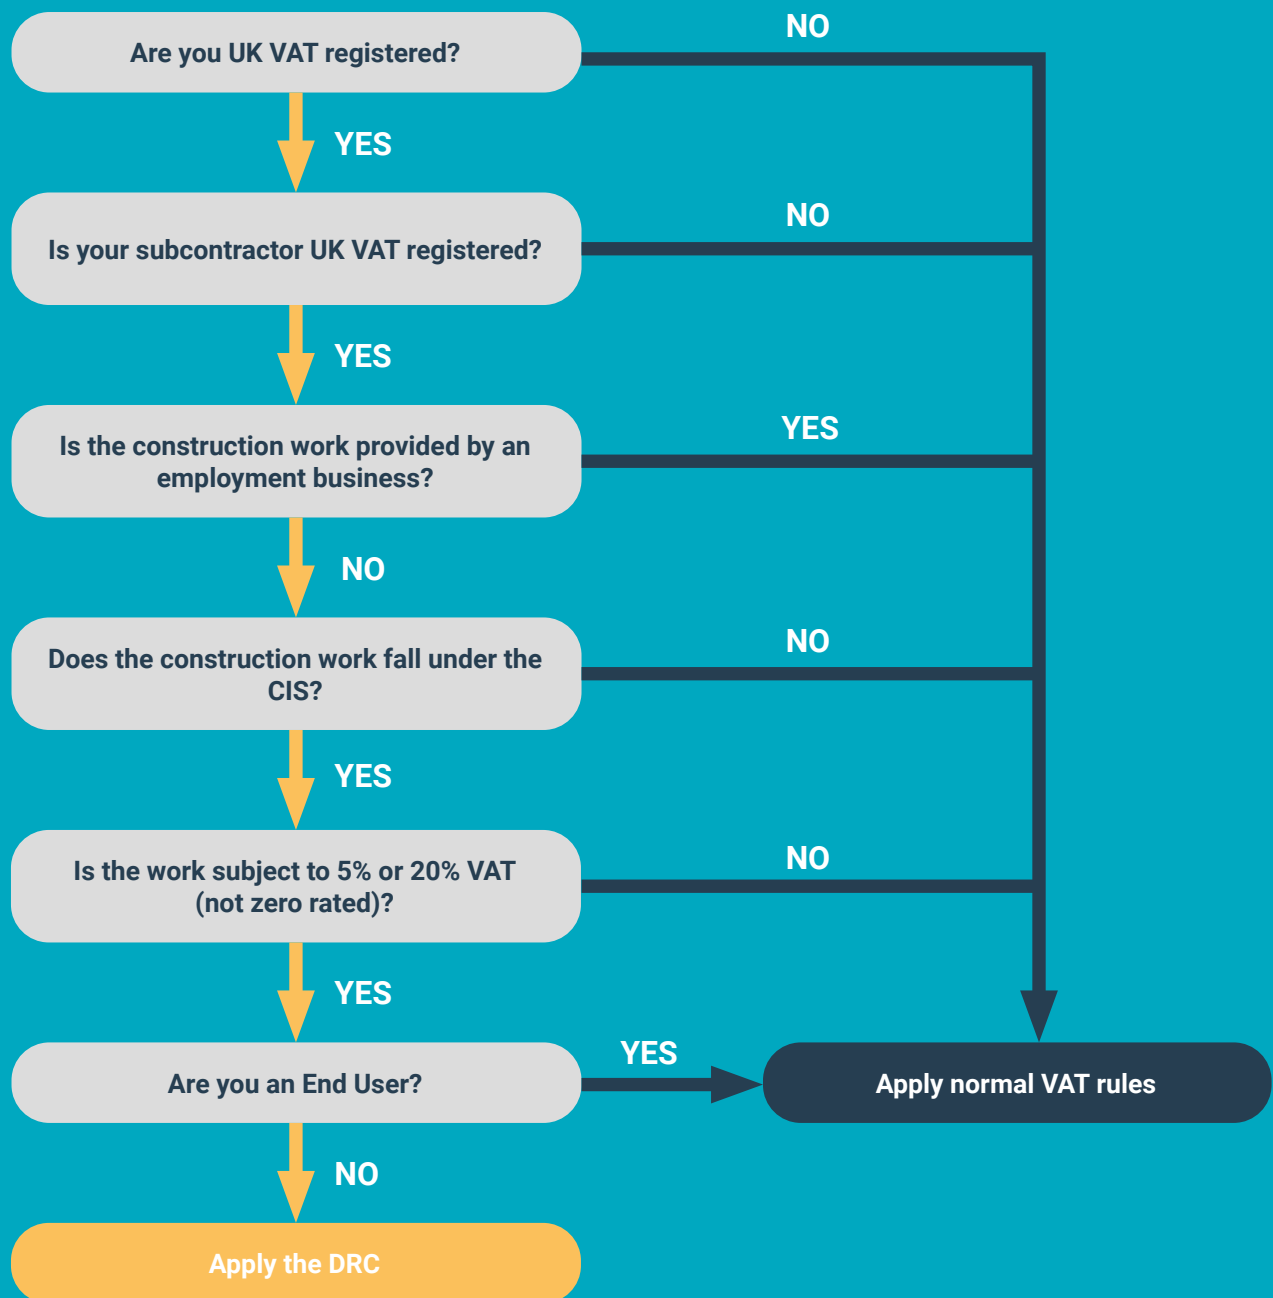 Are you UK VAT registered?
NO
YES
Is your subcontractor UK VAT registered?
NO
YES
Is the construction work provided by an
employment business?
YES
NO
Does the construction work fall under the
CIS?
NO
YES
Is the work subject to 5% or 20% VAT
(not zero rated)?
NO
YES
Are you an End User?
YES
Apply normal VAT rules
NO
Apply the DRC